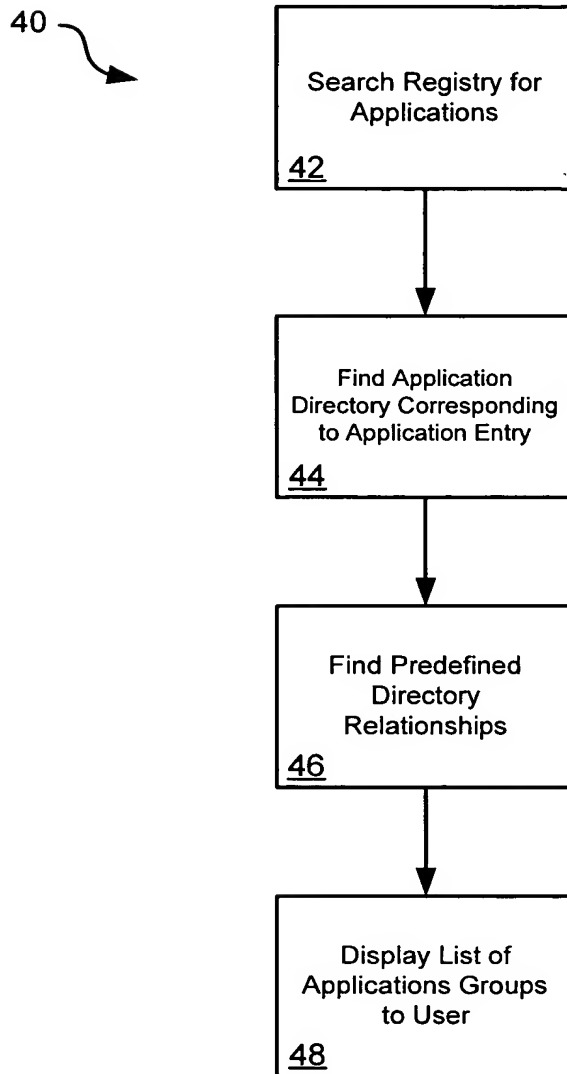 40
Search Registry for
Applications
42
Find Application
Directory Corresponding
to Application Entry
44
Find Predefined
Directory
Relationships
46
Display List of
Applications Groups
to User
48